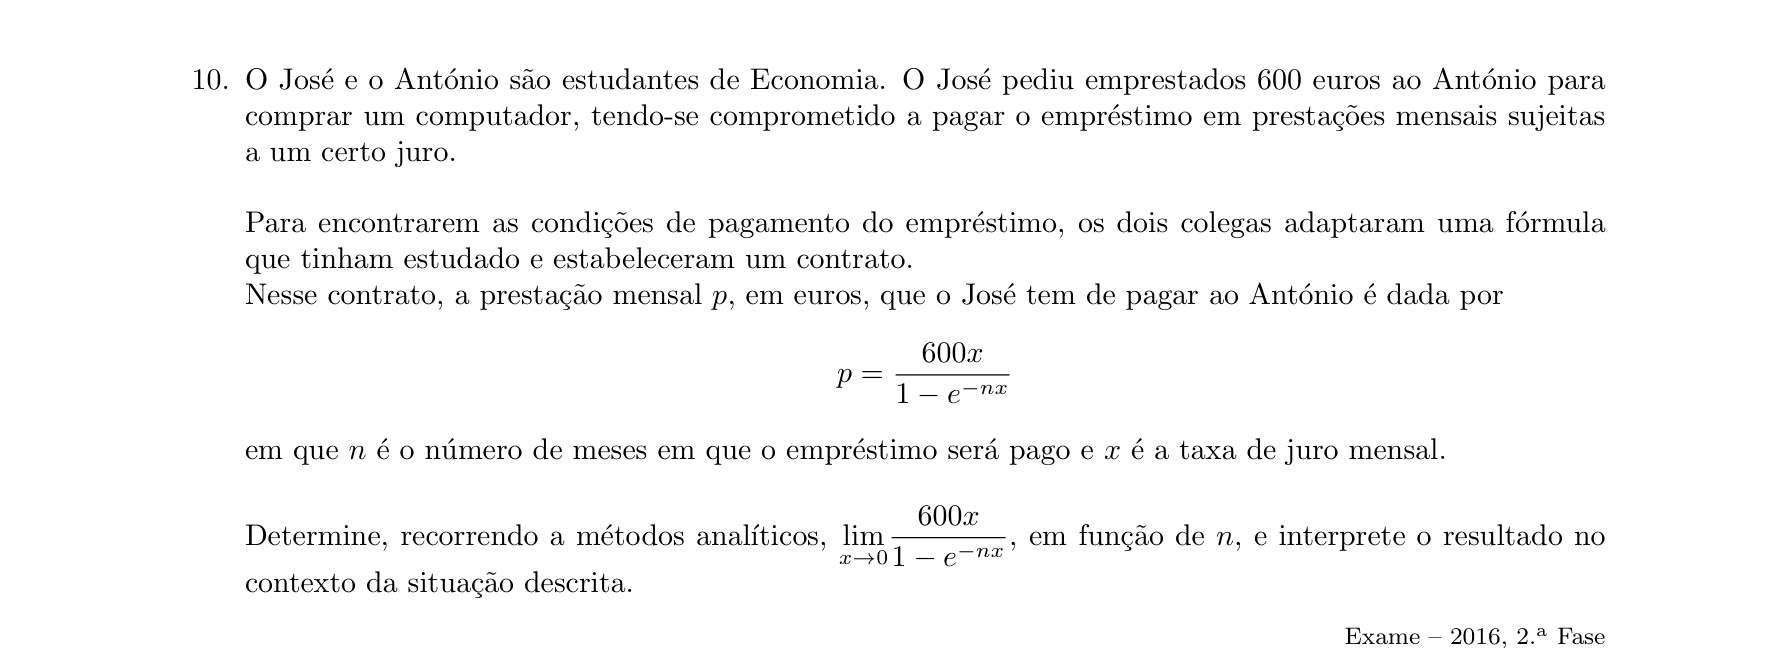 10. O José e o António são estudantes de Economia. O José pediu emprestados 600 euros ao António para
comprar um computador, tendo-se comprometido a pagar o empréstimo em prestações mensais sujeitas
a um certo juro.
Para encontrarem as condições de pagamento do empréstimo, os dois colegas adaptaram uma fórmula
que tinham estudado e estabeleceram um contrato.
Nesse contrato, a prestação mensal p, em euros, que o José tem de pagar ao António é dada por
p = \frac{600x}{1 - e^{-nx}}
em que n é o número de meses em que o empréstimo será pago e x é a taxa de juro mensal.
Determine, recorrendo a métodos analíticos, \lim_{x \to 0} \frac{600x}{1 - e^{-nx}}, em função de n, e interprete o resultado no
contexto da situação descrita.
Exame – 2016, 2.ª Fase